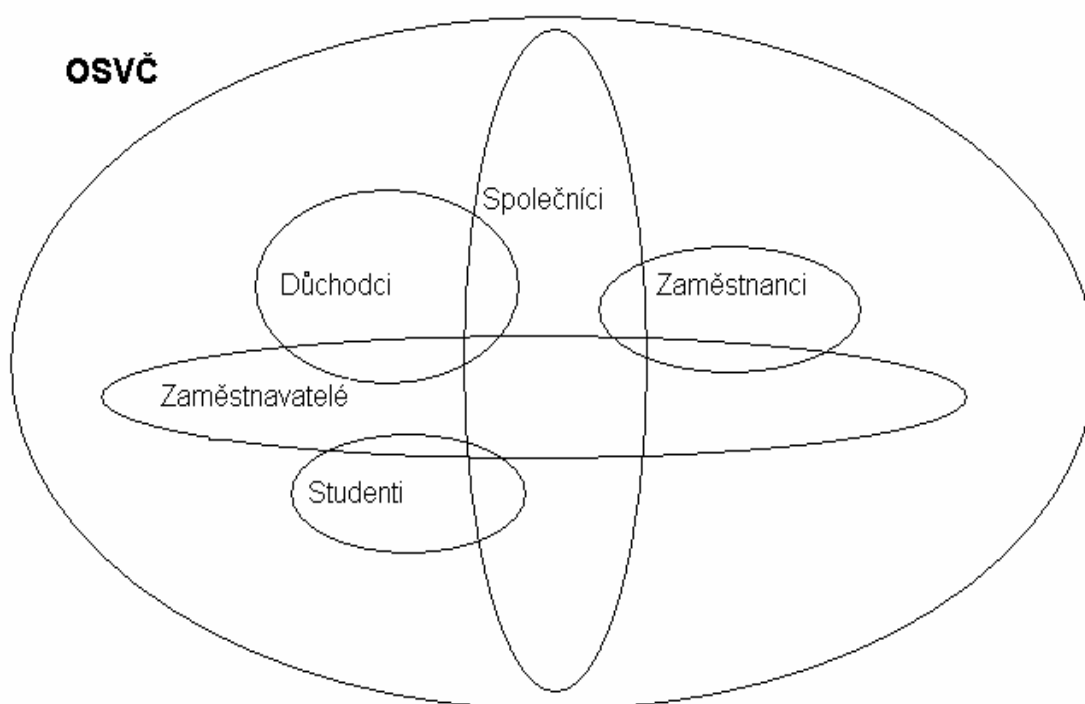 OSVČ
Společníci
Důchodci
Zaměstnanci
Zaměstnavatelé
Studenti